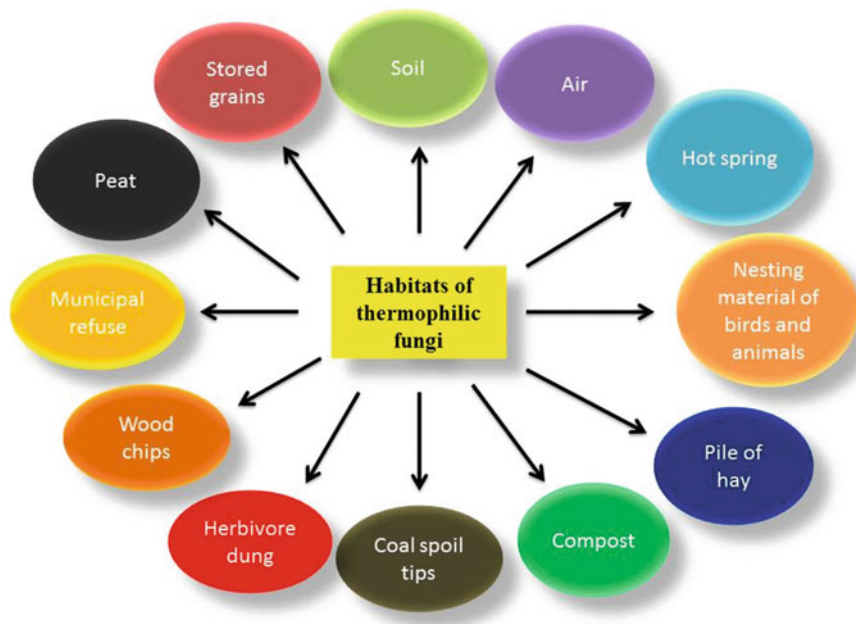 Stored
grains
Soil
Air
Hot spring
Peat
Habitats of
thermophilic
fungi
Municipal
refuse
Nesting
material of
birds and
animals
Wood
chips
Pile of
hay
Herbivore
dung
Coal spoil
tips
Compost